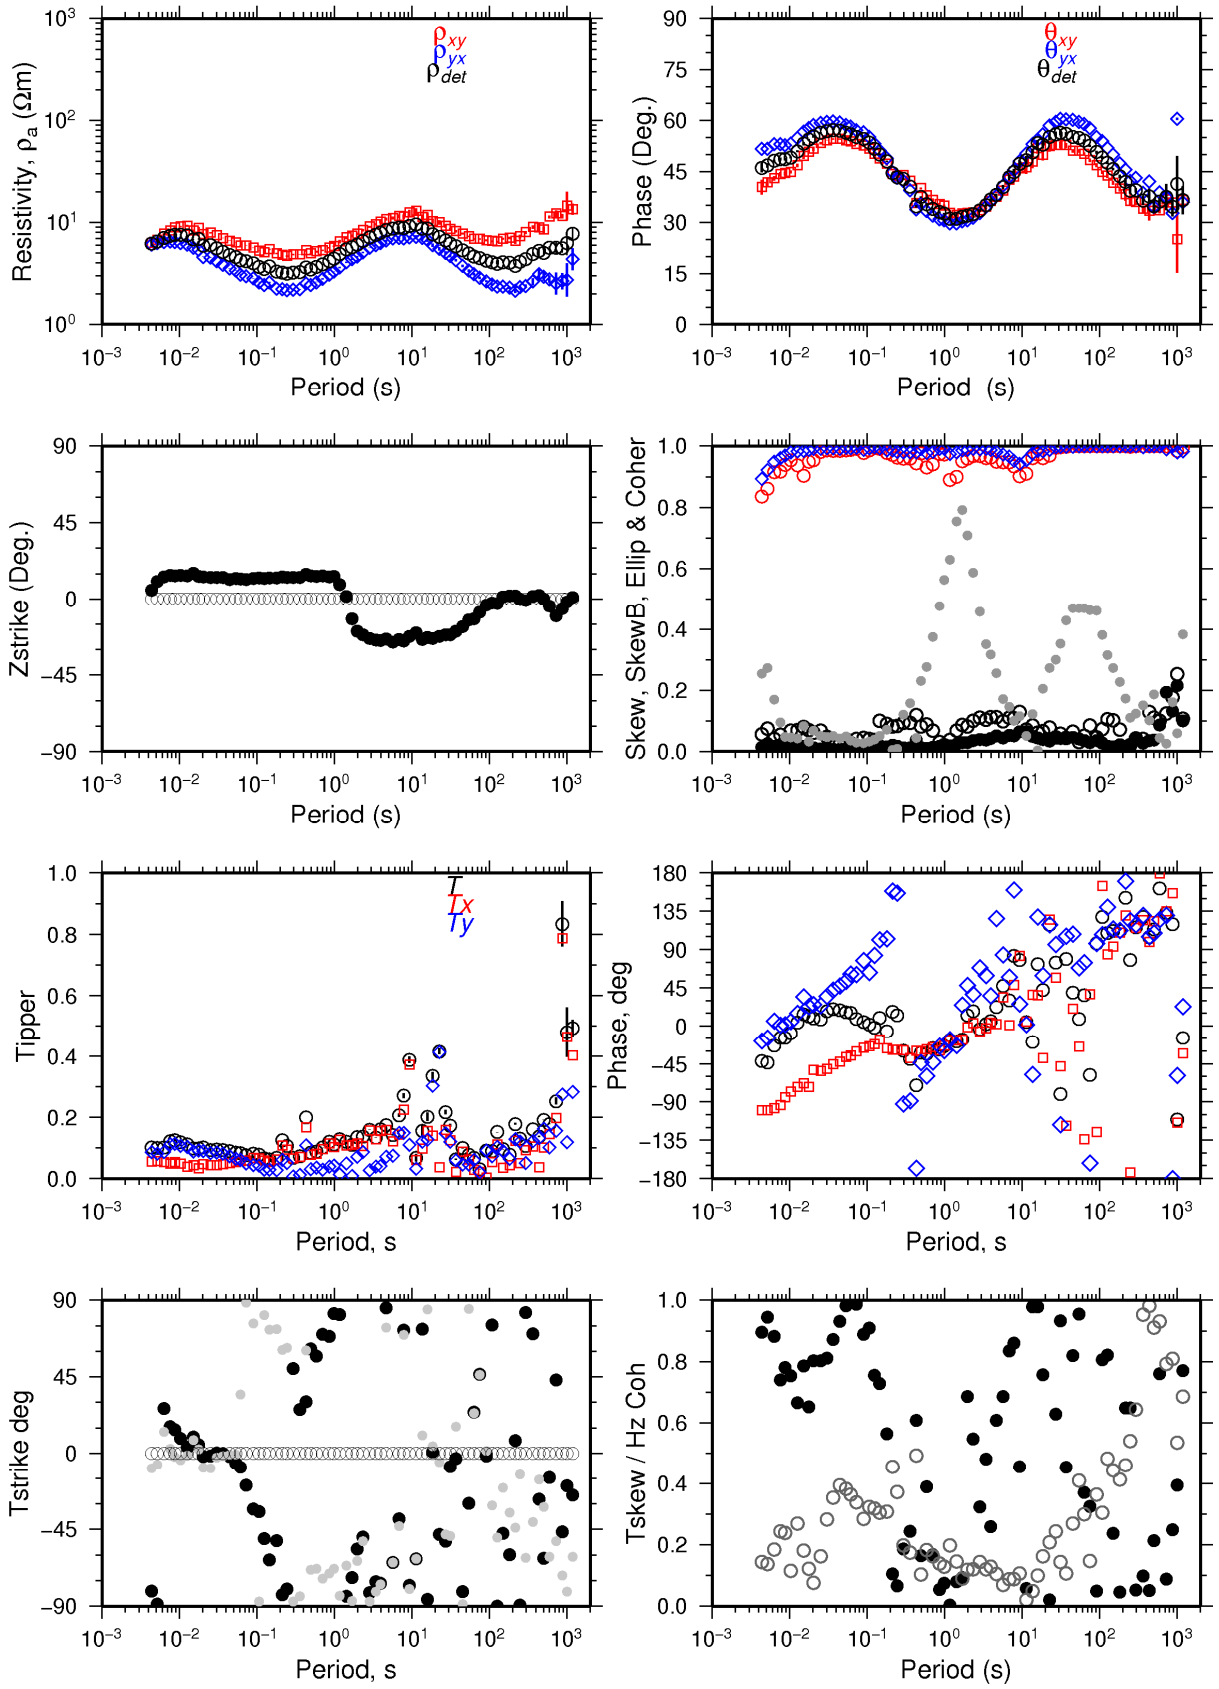 Resistivity, ρa (Ωm)
10³
10²
10¹
10⁰
ρxy
ρyx
ρdet
10⁻³ 10⁻² 10⁻¹ 10⁰ 10¹ 10² 10³
Period (s)
Phase (Deg.)
90
75
60
45
30
15
0
θxy
θyx
θdet
10⁻³ 10⁻² 10⁻¹ 10⁰ 10¹ 10² 10³
Period (s)
Zstrike (Deg.)
90
45
0
−45
−90
10⁻³ 10⁻² 10⁻¹ 10⁰ 10¹ 10² 10³
Period (s)
Skew, SkewB, Ellip & Coher
1.0
0.8
0.6
0.4
0.2
0.0
10⁻³ 10⁻² 10⁻¹ 10⁰ 10¹ 10² 10³
Period (s)
Tipper
1.0
0.8
0.6
0.4
0.2
0.0
T
Tx
Ty
10⁻³ 10⁻² 10⁻¹ 10⁰ 10¹ 10² 10³
Period, s
Phase, deg
180
135
90
45
0
−45
−90
−135
−180
10⁻³ 10⁻² 10⁻¹ 10⁰ 10¹ 10² 10³
Period, s
Tstrike deg
90
45
0
−45
−90
10⁻³ 10⁻² 10⁻¹ 10⁰ 10¹ 10² 10³
Period, s
Tskew / Hz Coh
1.0
0.8
0.6
0.4
0.2
0.0
10⁻³ 10⁻² 10⁻¹ 10⁰ 10¹ 10² 10³
Period (s)